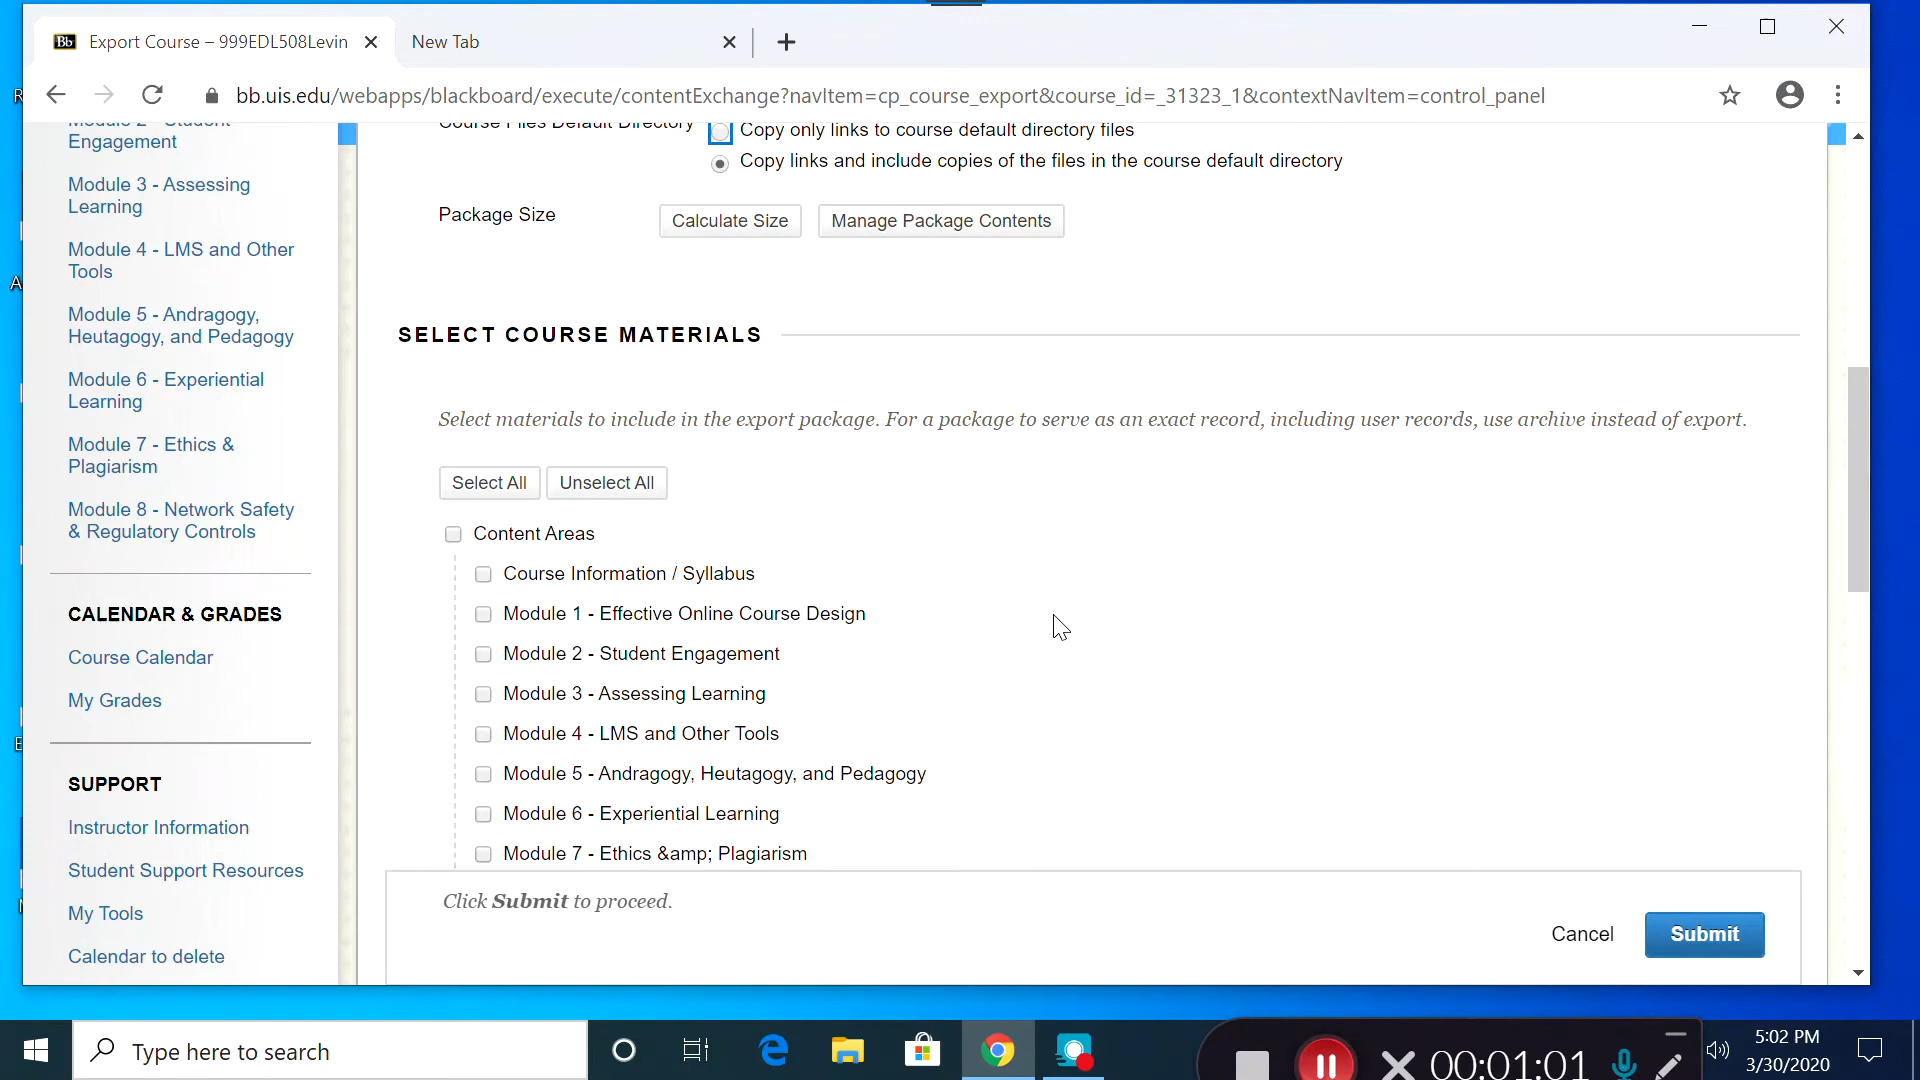 Export Course – 999EDL508Levin
New Tab
bb.uis.edu/webapps/blackboard/execute/contentExchange?navItem=cp_course_export&course_id=_31323_1&contextNavItem=control_panel
Module 2 - Student
Engagement
Module 3 - Assessing
Learning
Module 4 - LMS and Other
Tools
Module 5 - Andragogy,
Heutagogy, and Pedagogy
Module 6 - Experiential
Learning
Module 7 - Ethics &
Plagiarism
Module 8 - Network Safety
& Regulatory Controls
CALENDAR & GRADES
Course Calendar
My Grades
SUPPORT
Instructor Information
Student Support Resources
My Tools
Calendar to delete
Course Files Default Directory
Copy only links to course default directory files
Copy links and include copies of the files in the course default directory
Package Size
Calculate Size
Manage Package Contents
SELECT COURSE MATERIALS
Select materials to include in the export package. For a package to serve as an exact record, including user records, use archive instead of export.
Select All
Unselect All
Content Areas
Course Information / Syllabus
Module 1 - Effective Online Course Design
Module 2 - Student Engagement
Module 3 - Assessing Learning
Module 4 - LMS and Other Tools
Module 5 - Andragogy, Heutagogy, and Pedagogy
Module 6 - Experiential Learning
Module 7 - Ethics &amp; Plagiarism
Click Submit to proceed.
Cancel
Submit
Type here to search
00:01:01
5:02 PM
3/30/2020